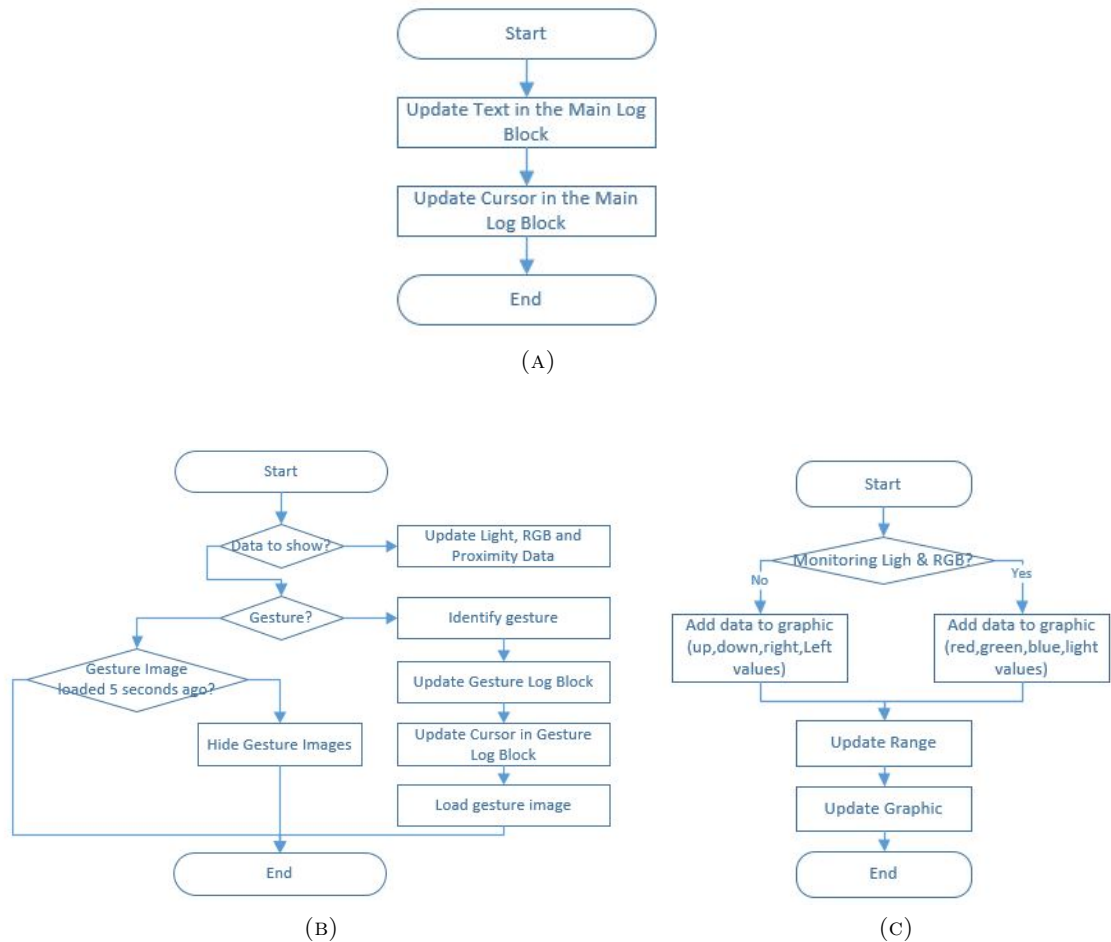 Start
Update Text in the Main Log
Block
Update Cursor in the Main
Log Block
End
(A)
Start
Data to show?
Update Light, RGB and
Proximity Data
Gesture?
Identify gesture
Gesture Image
loaded 5 seconds ago?
Update Gesture Log Block
Hide Gesture Images
Update Cursor in Gesture
Log Block
Load gesture image
End
(B)
Start
Monitoring Ligh & RGB?
No
Yes
Add data to graphic
(up,down,right,Left
values)
Add data to graphic
(red,green,blue,light
values)
Update Range
Update Graphic
End
(C)